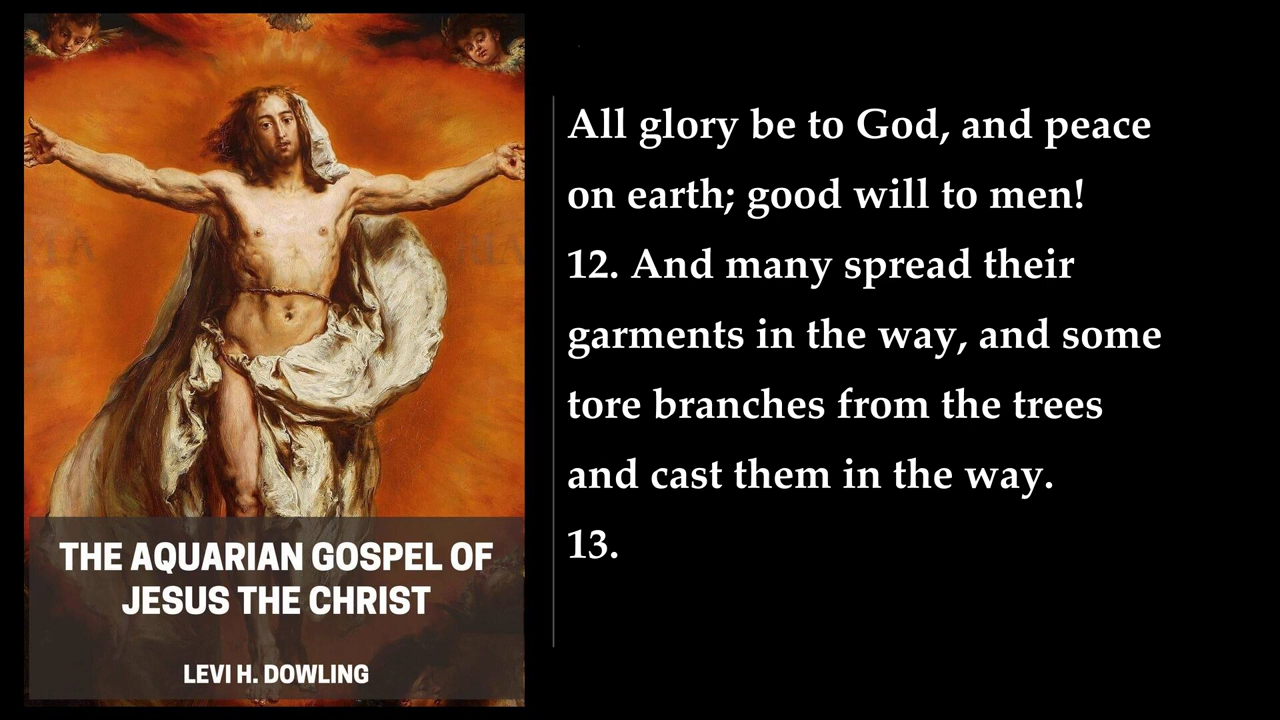 THE AQUARIAN GOSPEL OF
JESUS THE CHRIST
LEVI H. DOWLING
All glory be to God, and peace
on earth; good will to men!
12. And many spread their
garments in the way, and some
tore branches from the trees
and cast them in the way.
13.